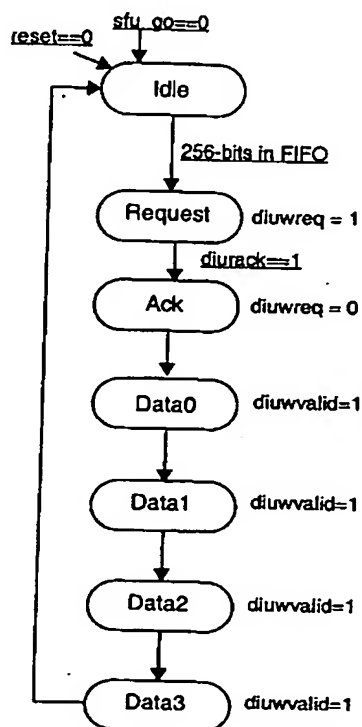 sfu_go==0
reset==0
Idle
256-bits in FIFO
Request diuwreq = 1
diurack==1
Ack diuwreq = 0
Data0 diuwvalid=1
Data1 diuwvalid=1
Data2 diuwvalid=1
Data3 diuwvalid=1